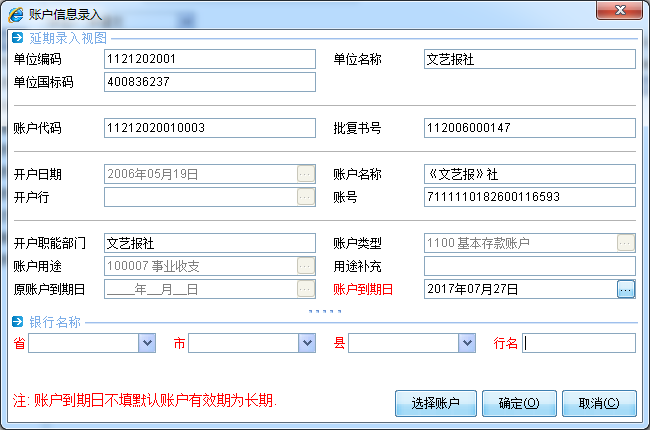 账户信息录入
延期录入视图
单位编码 1121202001 单位名称 文艺报社
单位国标码 400836237
账户代码 11212020010003 批复书号 112006000147
开户日期 2006年05月19日 ... 账户名称 《文艺报》社
开户行 ... 账号 7111110182600116593
开户职能部门 文艺报社 账户类型 1100 基本存款账户 ...
账户用途 100007 事业收支 ... 用途补充
原账户到期日 ____年__月__日 ... 账户到期日 2017年07月27日 ...
银行名称
省 市 县 行名
注: 账户到期日不填默认账户有效期为长期. 选择账户 确定(O) 取消(C)